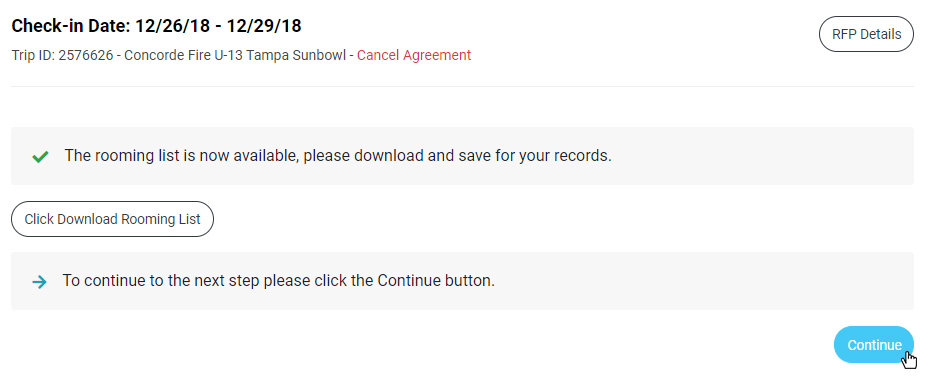 Check-in Date: 12/26/18 - 12/29/18
RFP Details
Trip ID: 2576626 - Concorde Fire U-13 Tampa Sunbowl - Cancel Agreement
The rooming list is now available, please download and save for your records.
Click Download Rooming List
To continue to the next step please click the Continue button.
Continue